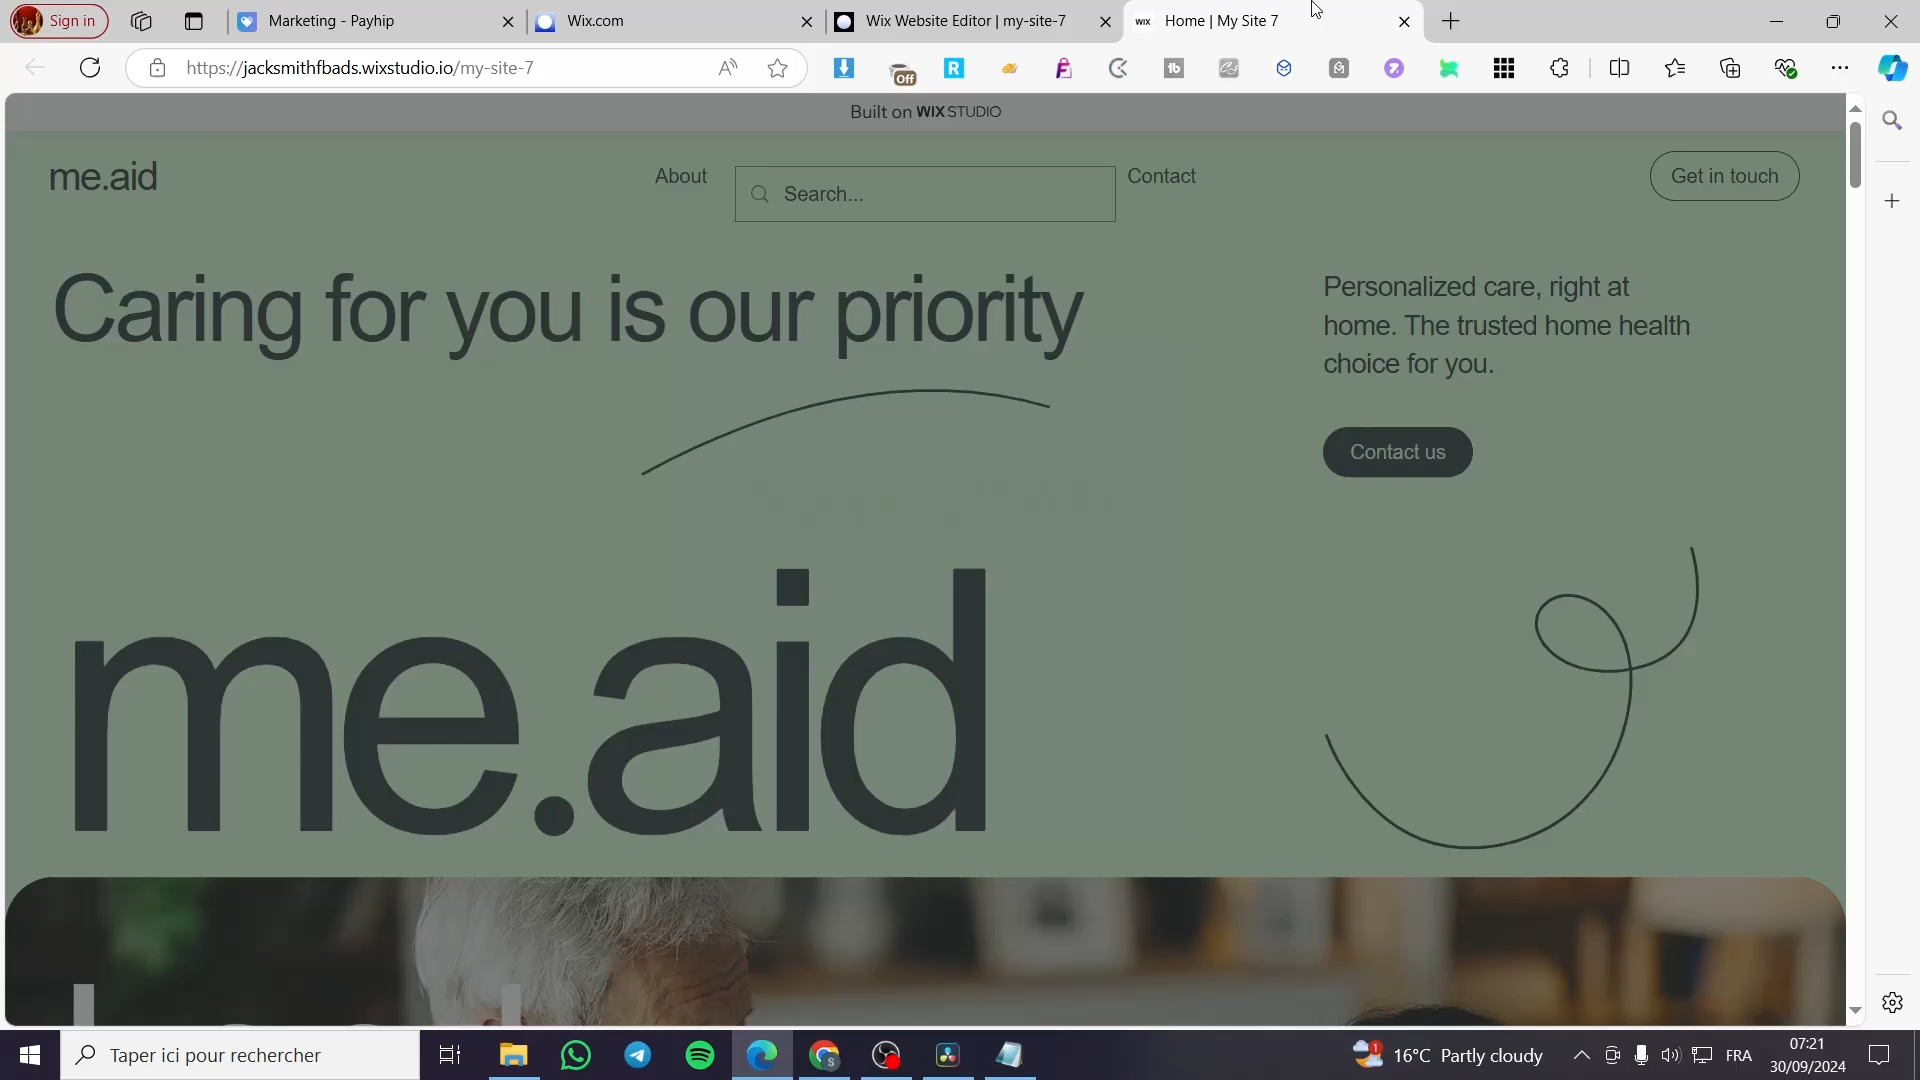 Sign in
Marketing - Payhip
Wix.com
Wix Website Editor | my-site-7
WIX
Home | My Site 7
https://jacksmithfbads.wixstudio.io/my-site-7
Off
R
Built on WIX STUDIO
me.aid
About
Search...
Contact
Get in touch
Caring for you is our priority
Personalized care, right at
home. The trusted home health
choice for you.
Contact us
me.aid
Taper ici pour rechercher
1
16°C Partly cloudy
FRA
07:21
30/09/2024